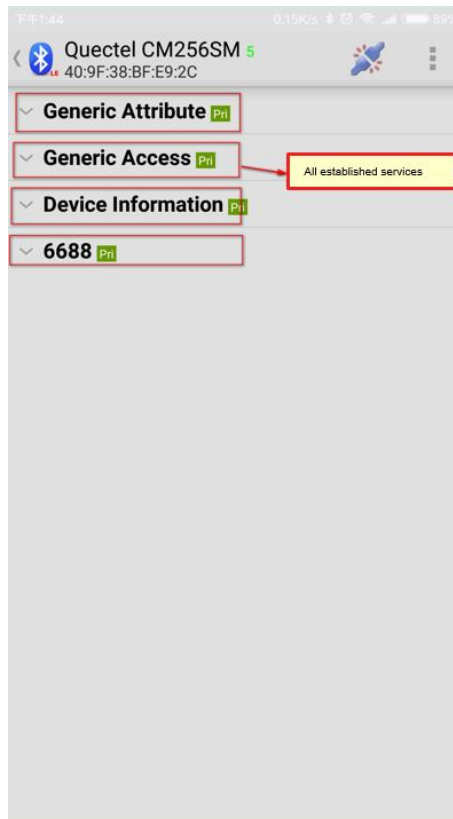 下午1:44 0.15K/s 89%
Quectel CM256SM 5
40:9F:38:BF:E9:2C
LE
Generic Attribute Pri
Generic Access Pri
All established services
Device Information Pri
6688 Pri